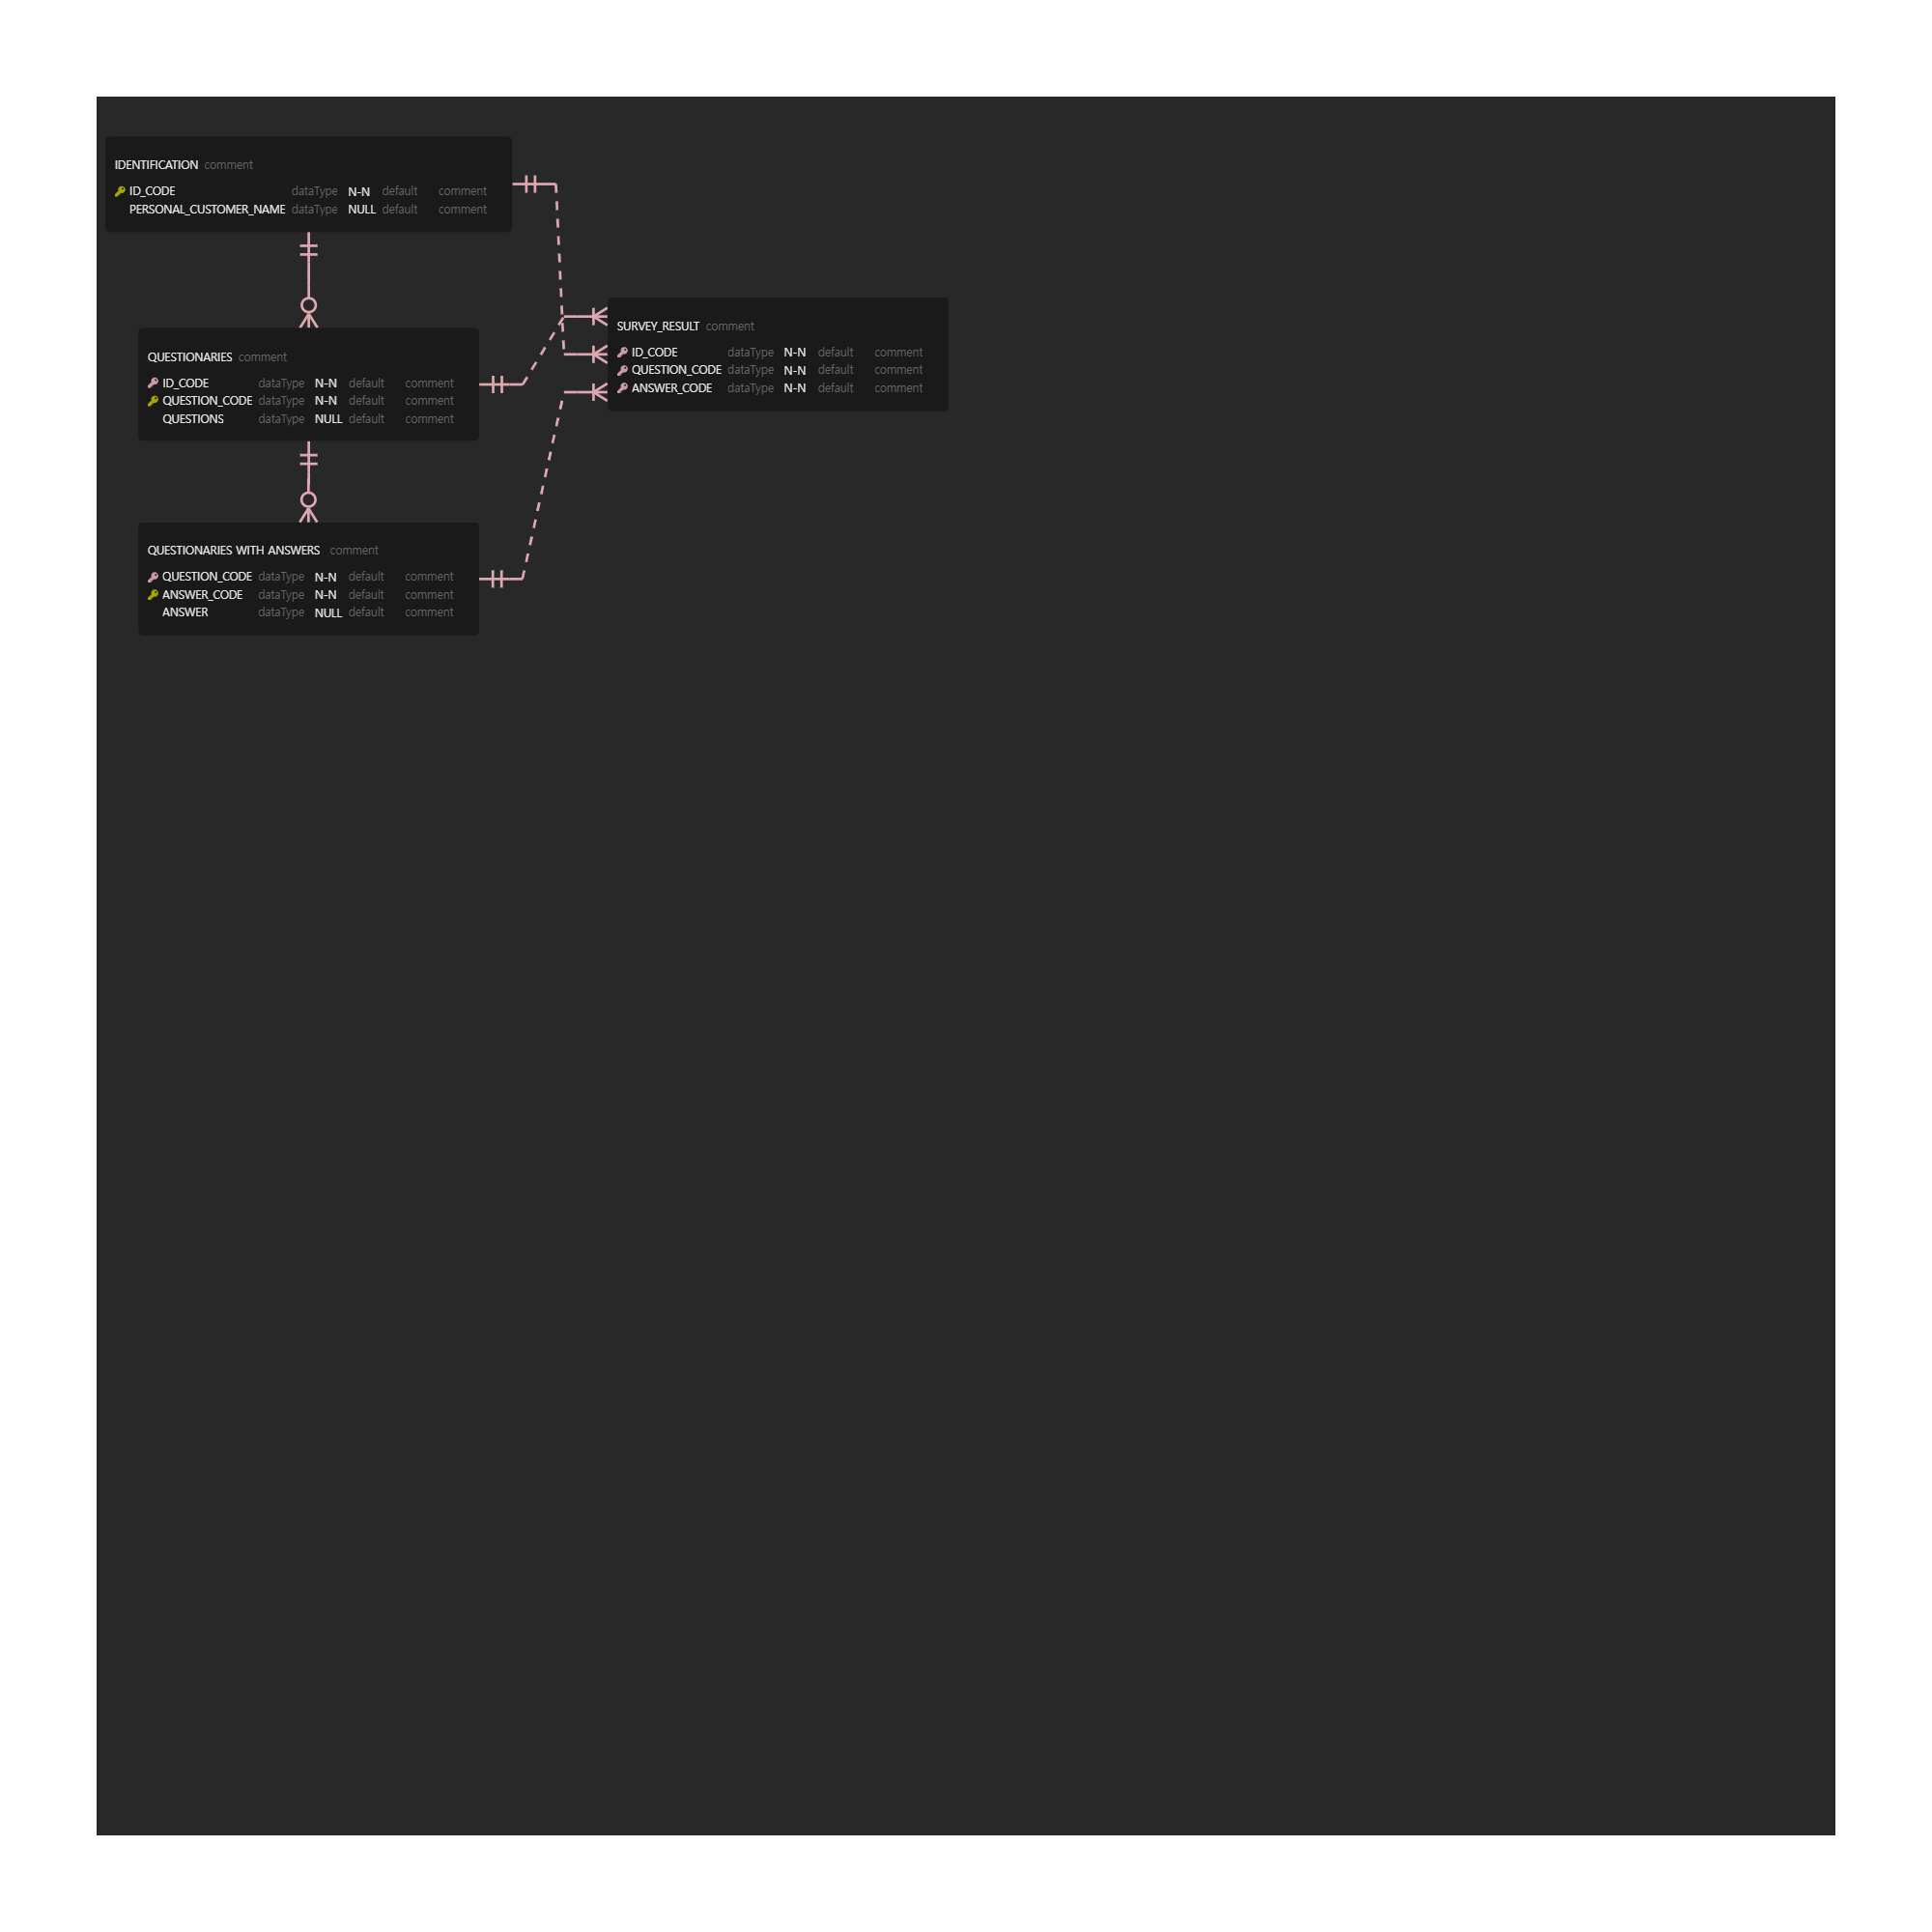 IDENTIFICATION comment
ID_CODE dataType N-N default comment
PERSONAL_CUSTOMER_NAME dataType NULL default comment
QUESTIONARIES comment
ID_CODE dataType N-N default comment
QUESTION_CODE dataType N-N default comment
QUESTIONS dataType NULL default comment
QUESTIONARIES WITH ANSWERS comment
QUESTION_CODE dataType N-N default comment
ANSWER_CODE dataType N-N default comment
ANSWER dataType NULL default comment
SURVEY_RESULT comment
ID_CODE dataType N-N default comment
QUESTION_CODE dataType N-N default comment
ANSWER_CODE dataType N-N default comment